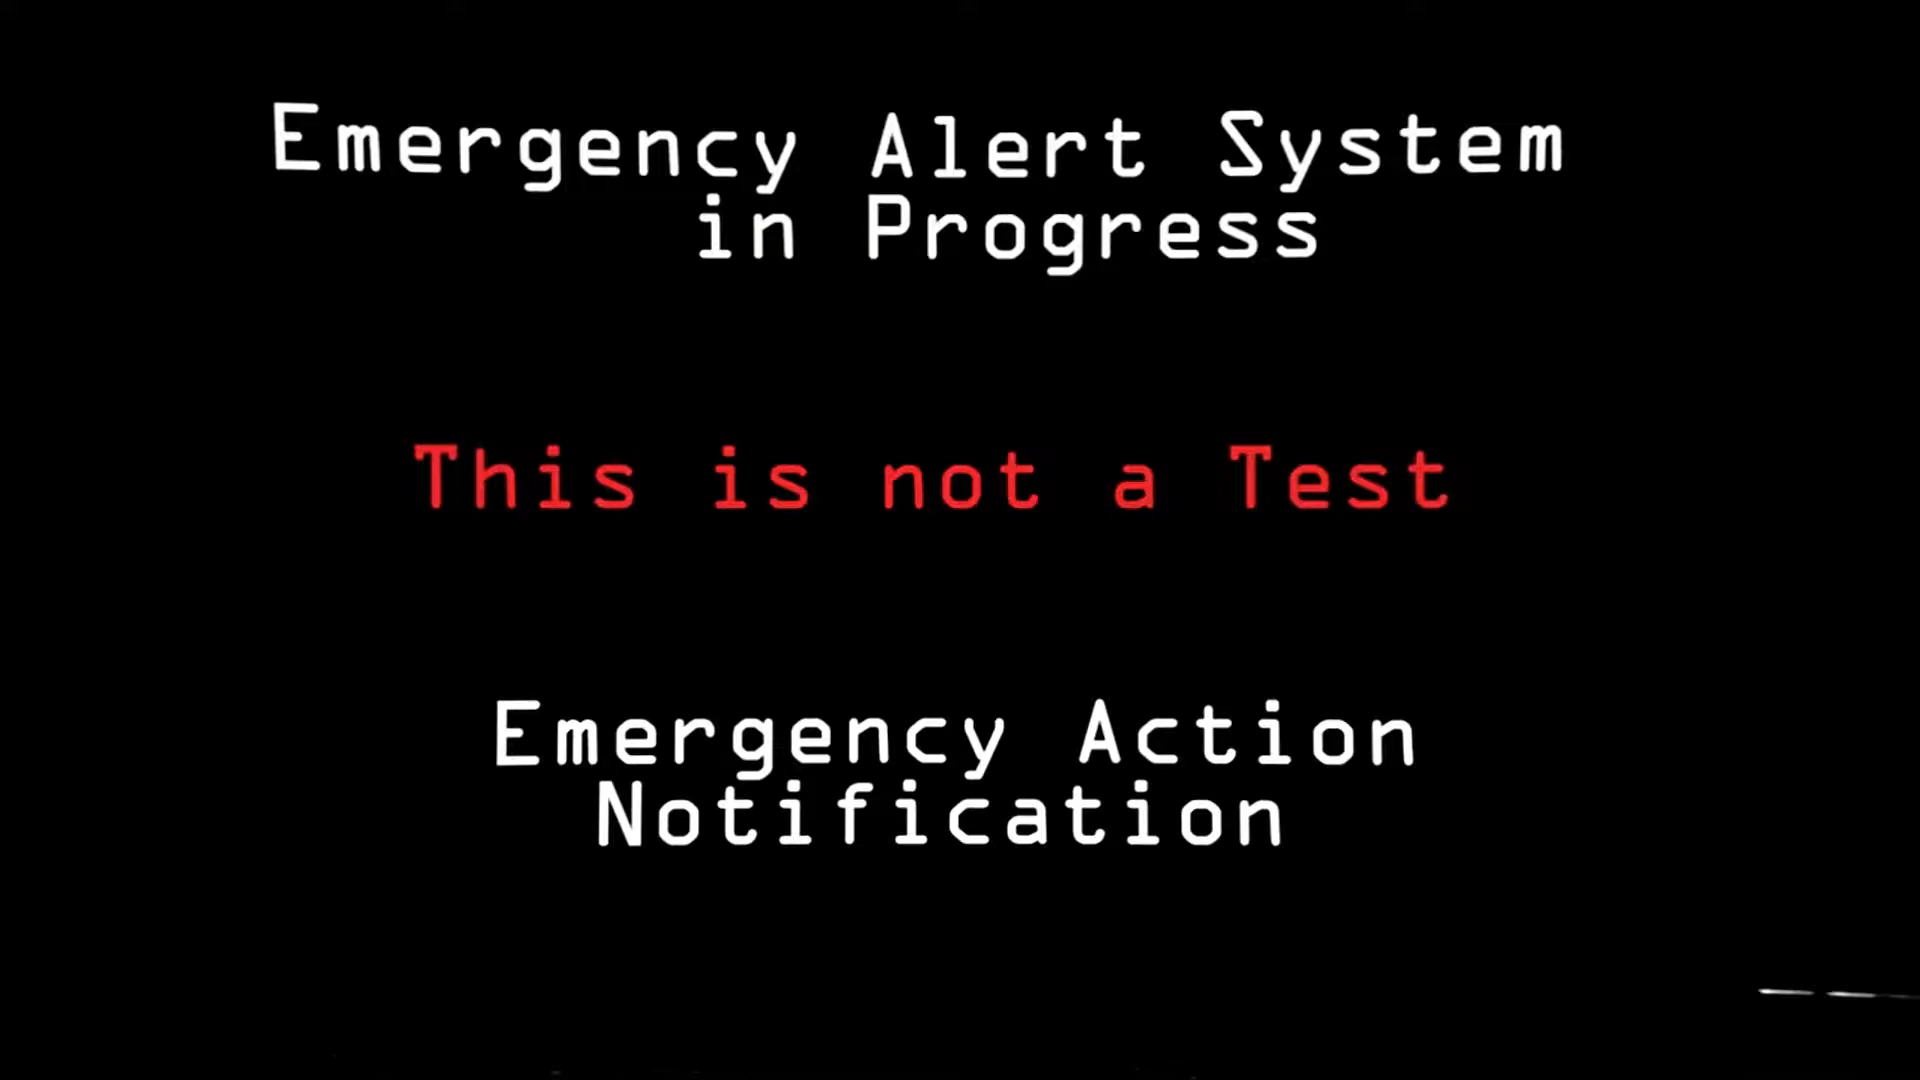 Emergency Alert System
in Progress
This is not a Test
Emergency Action
Notification